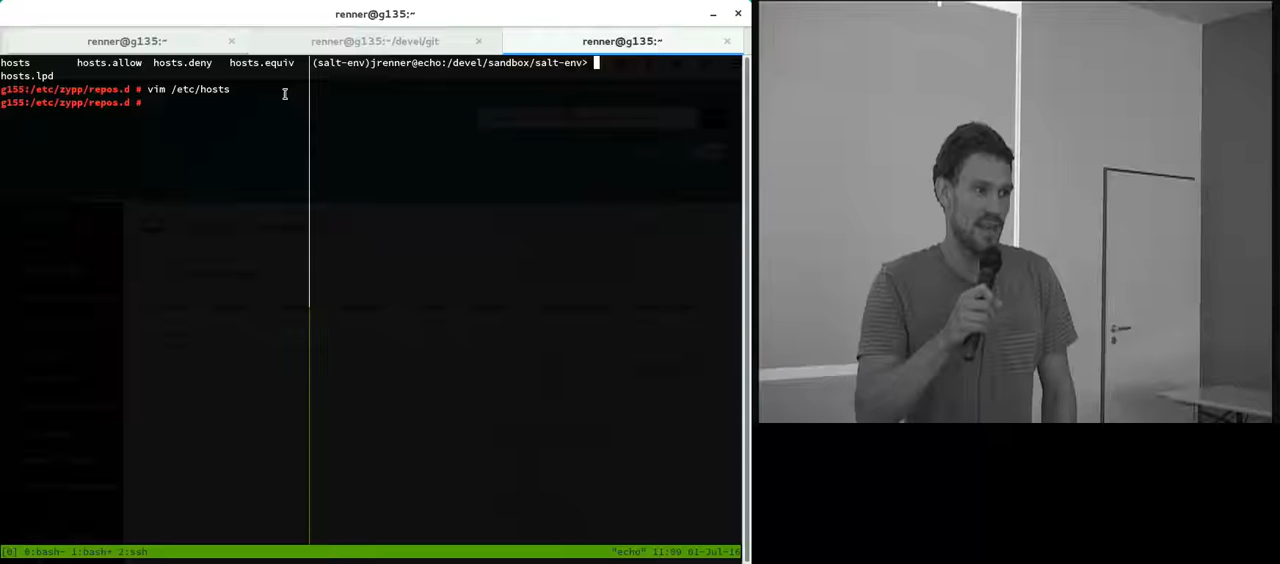 renner@g135:~
renner@g135:~
renner@g135:~/devel/git
renner@g135:~
hosts hosts.allow hosts.deny hosts.equiv
hosts.lpd
g155:/etc/zypp/repos.d # vim /etc/hosts
g155:/etc/zypp/repos.d #
(salt-env)jrenner@echo:/devel/sandbox/salt-env>
[0] 0:bash- 1:bash+ 2:ssh
"echo" 11:09 01-Jul-16